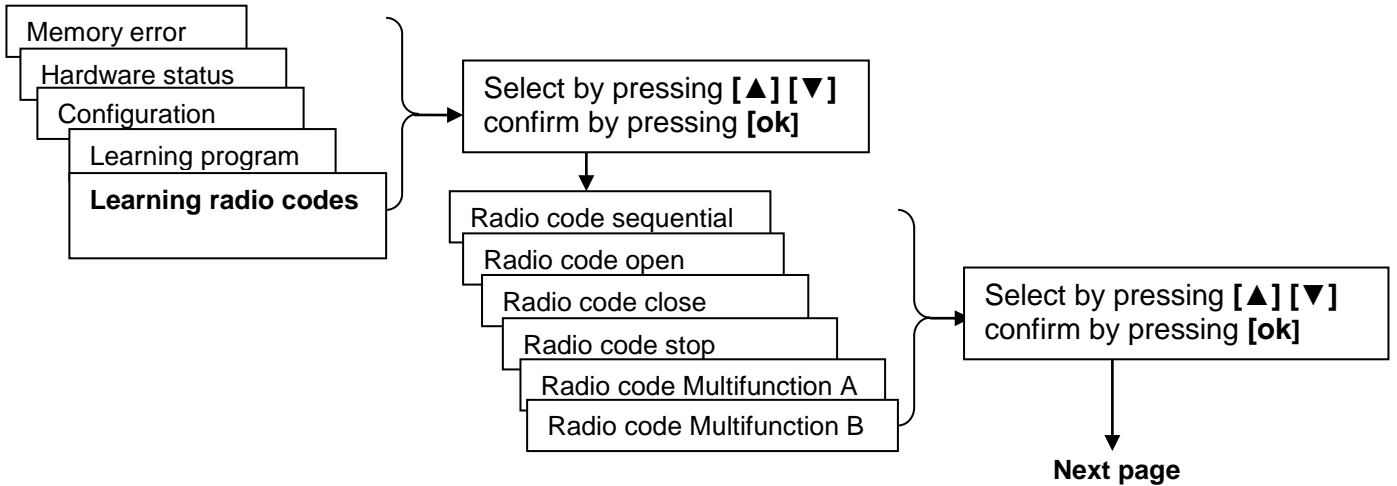 Memory error
Hardware status
Configuration
Learning program
Learning radio codes
Select by pressing [▲] [▼]
confirm by pressing [ok]
Radio code sequential
Radio code open
Radio code close
Radio code stop
Radio code Multifunction A
Radio code Multifunction B
Select by pressing [▲] [▼]
confirm by pressing [ok]
Next page